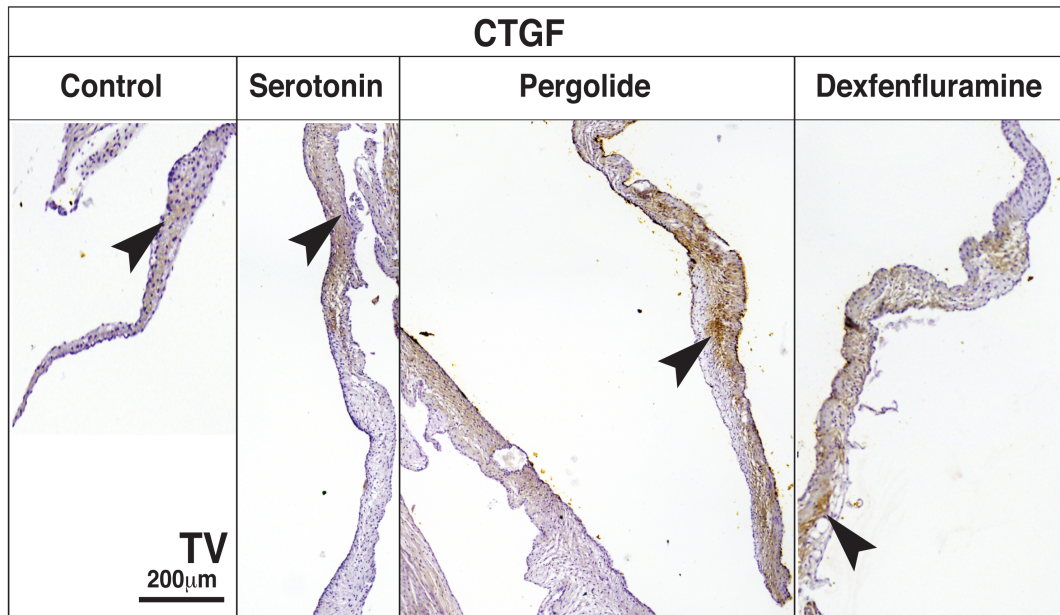 CTGF
Control
Serotonin
Pergolide
Dexfenfluramine
TV
200μm